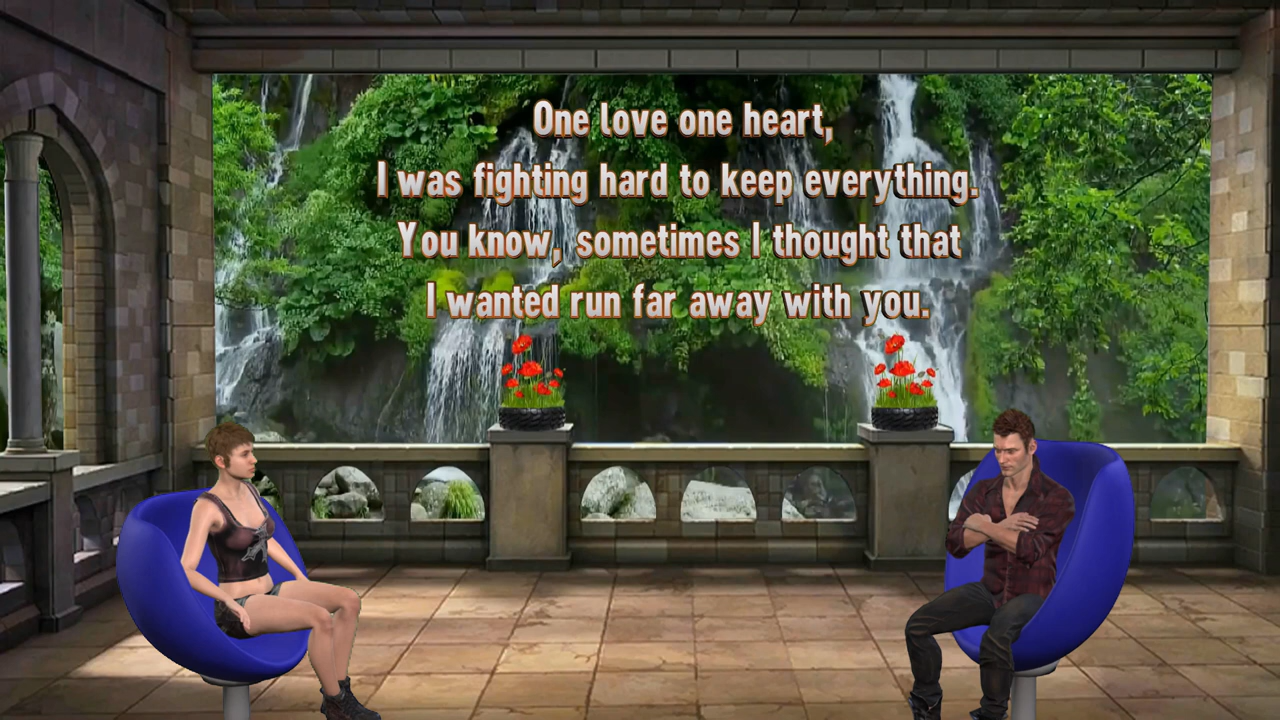 One love one heart,
I was fighting hard to keep everything.
You know, sometimes I thought that
I wanted run far away with you.